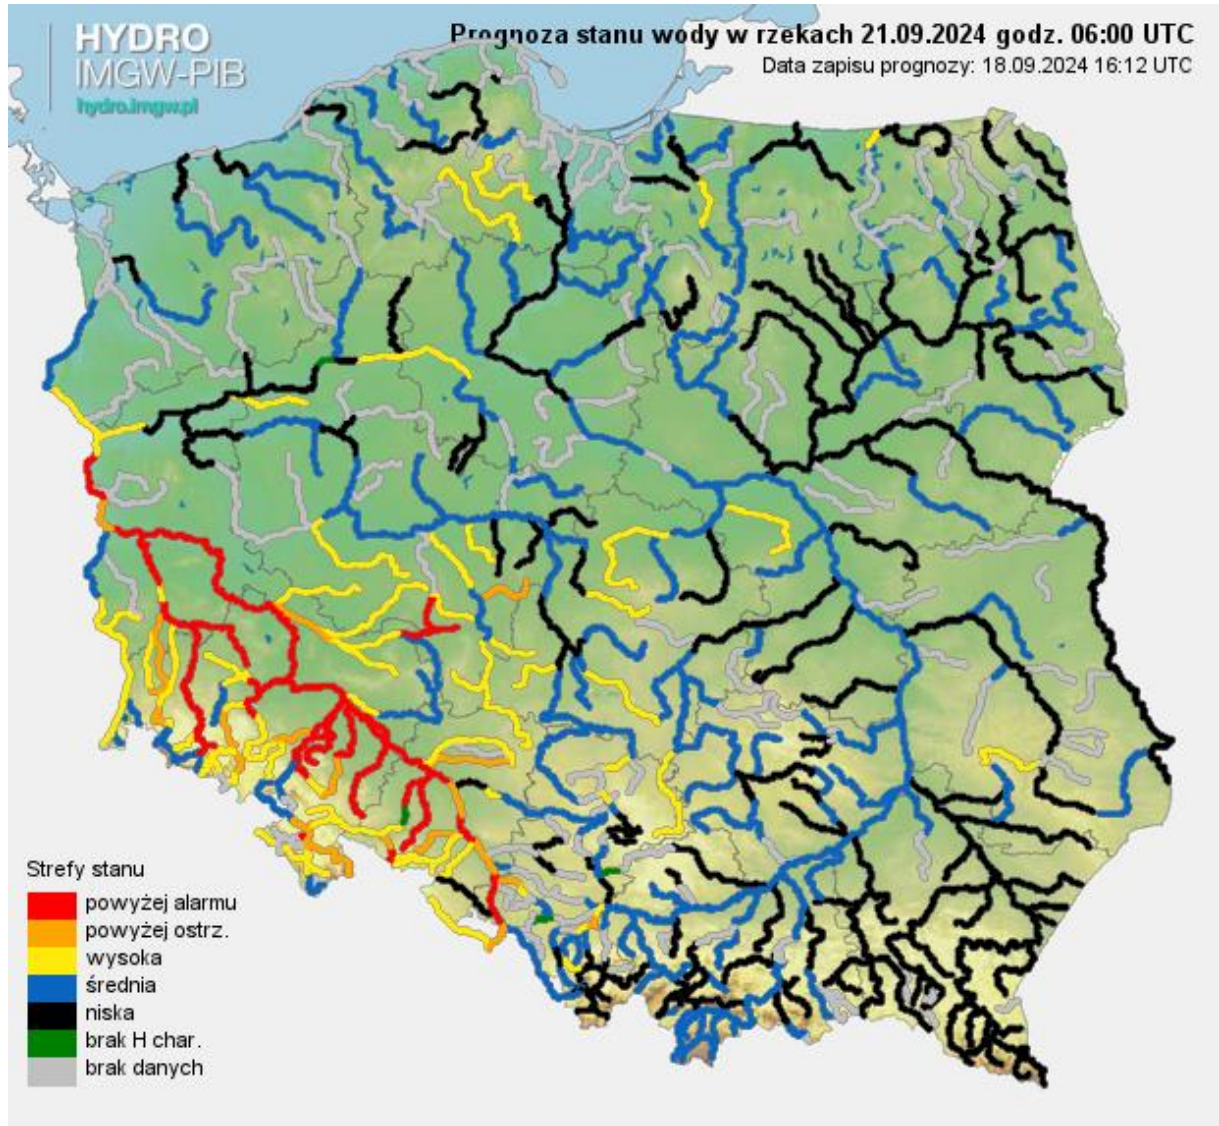 HYDRO
IMGW-PIB
hydro.imgw.pl
Prognoza stanu wody w rzekach 21.09.2024 godz. 06:00 UTC
Data zapisu prognozy: 18.09.2024 16:12 UTC
Strefy stanu
powyżej alarmu
powyżej ostrz.
wysoka
średnia
niska
brak H char.
brak danych